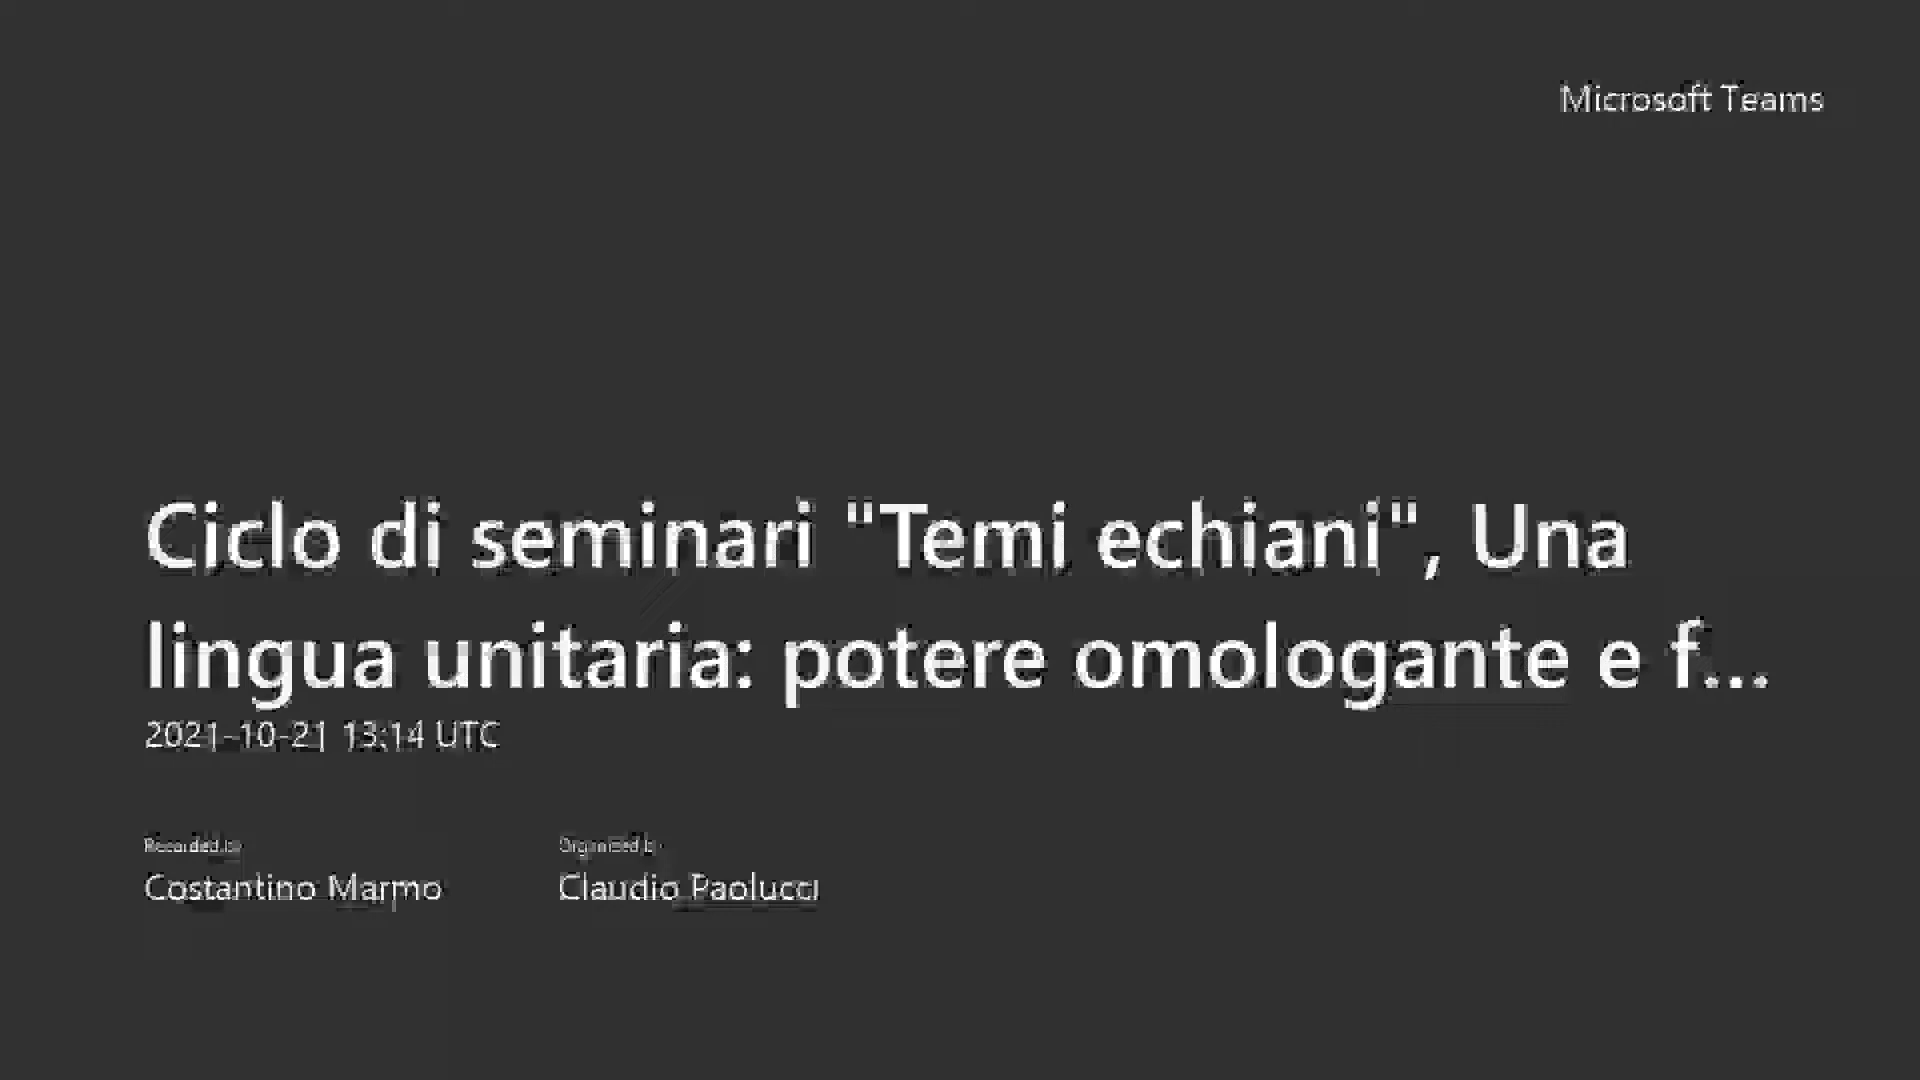 Microsoft Teams
Ciclo di seminari "Temi echiani", Una
lingua unitaria: potere omologante e f...
2021-10-21 13:14 UTC
Recorded by
Organized by
Costantino Marmo
Claudio Paolucci